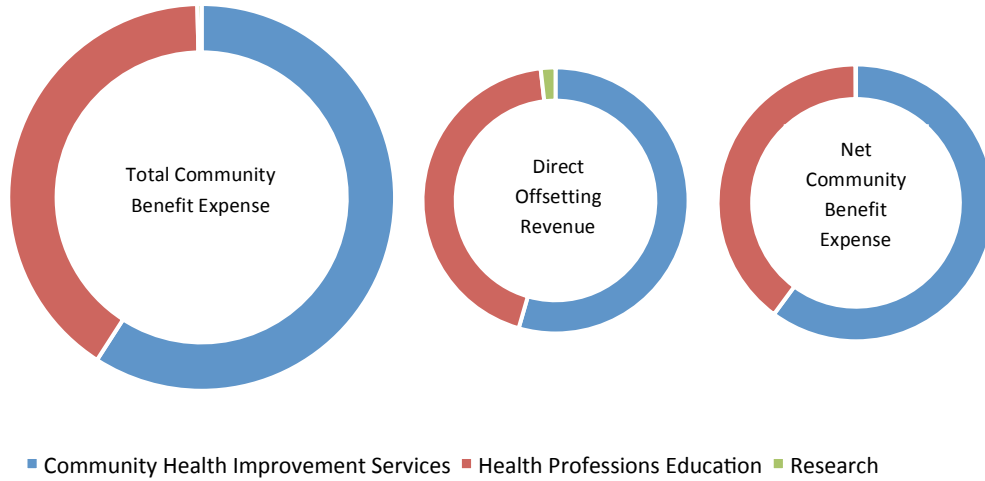 Total Community
Benefit Expense
Direct
Offsetting
Revenue
Net
Community
Benefit
Expense
Community Health Improvement Services Health Professions Education Research